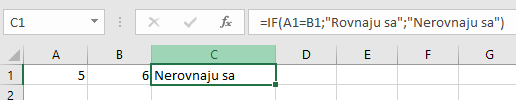 C1 fx =IF(A1=B1;"Rovnaju sa";"Nerovnaju sa")
A B C D E F G
1 5 6 Nerovnaju sa
2